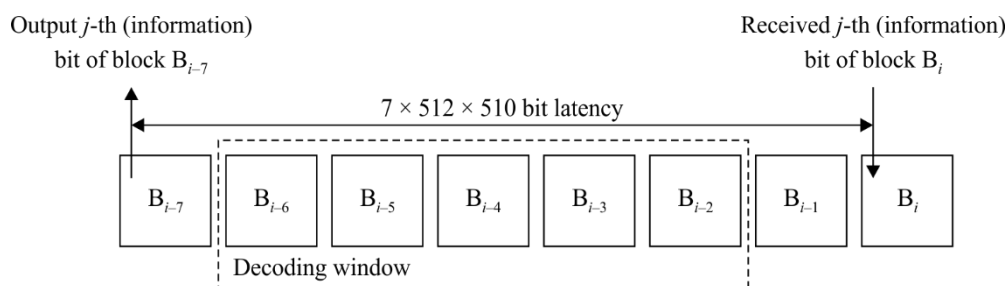 Output j-th (information)
bit of block Bi–7
Received j-th (information)
bit of block Bi
7 × 512 × 510 bit latency
Bi–7 Bi–6 Bi–5 Bi–4 Bi–3 Bi–2 Bi–1 Bi
Decoding window